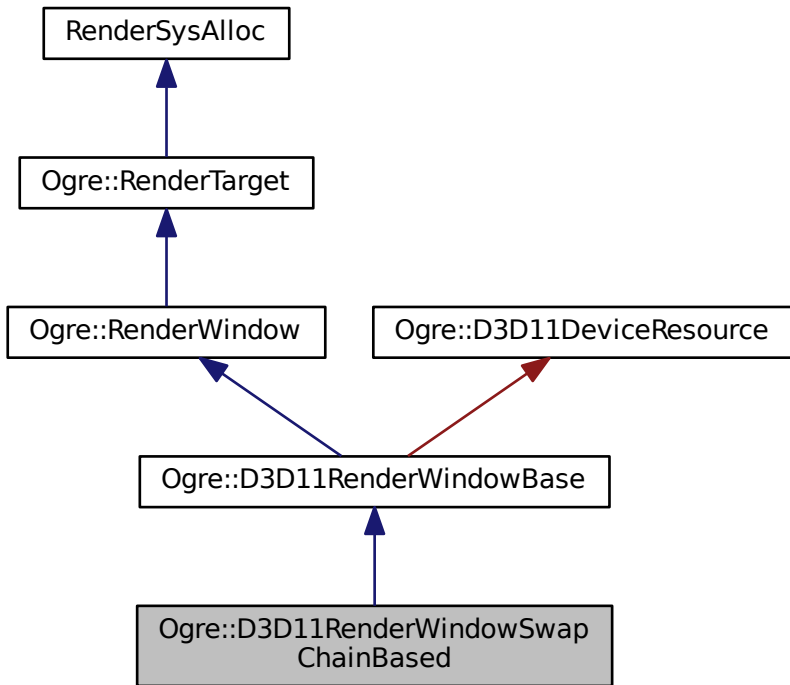 RenderSysAlloc
Ogre::RenderTarget
Ogre::RenderWindow
Ogre::D3D11DeviceResource
Ogre::D3D11RenderWindowBase
Ogre::D3D11RenderWindowSwap
ChainBased